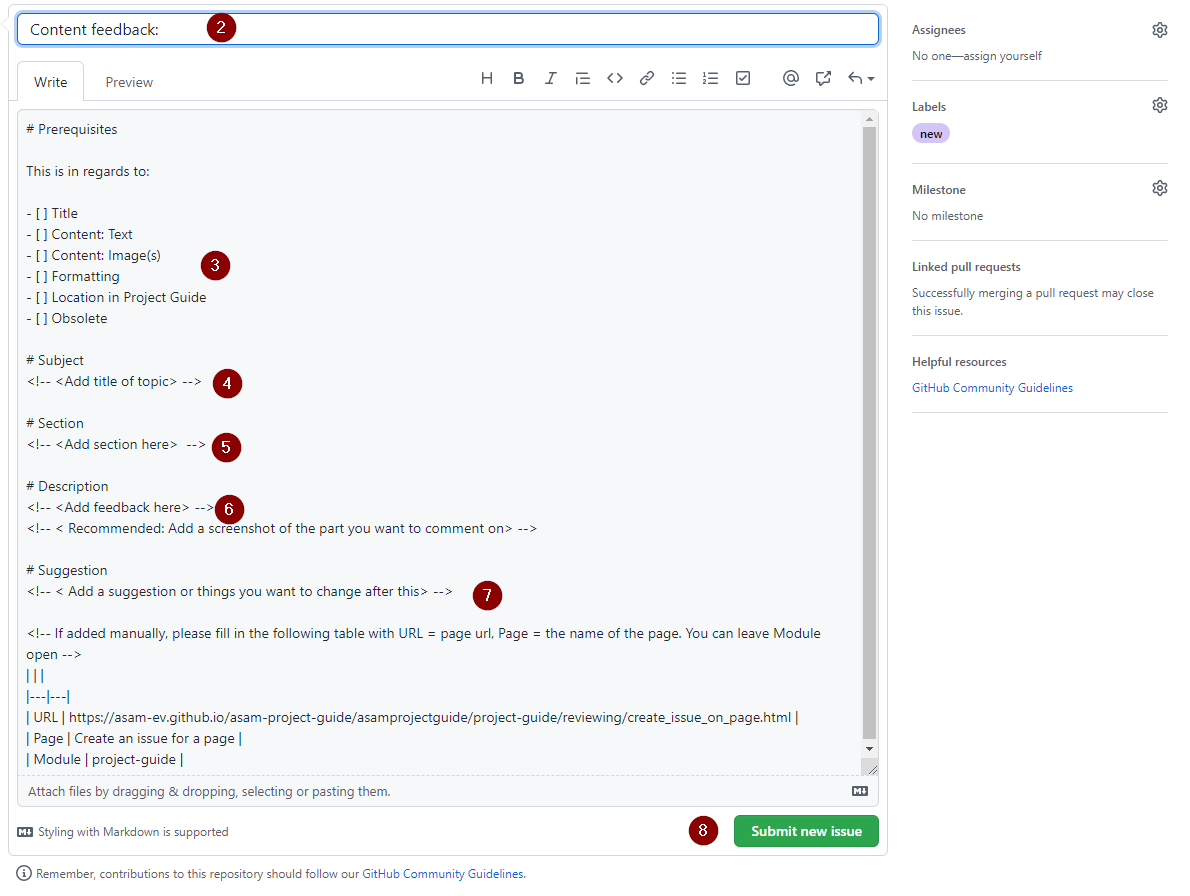 Content feedback:
2
Write
Preview
# Prerequisites
This is in regards to:
- [ ] Title
- [ ] Content: Text
- [ ] Content: Image(s)
3
- [ ] Formatting
- [ ] Location in Project Guide
- [ ] Obsolete
# Subject
<!-- <Add title of topic> -->
4
# Section
<!-- <Add section here>  -->
5
# Description
<!-- <Add feedback here> -->
6
<!-- < Recommended: Add a screenshot of the part you want to comment on> -->
# Suggestion
<!-- < Add a suggestion or things you want to change after this> -->
7
<!-- If added manually, please fill in the following table with URL = page url, Page = the name of the page. You can leave Module
open -->
| | |
|---|---|
| URL | https://asam-ev.github.io/asam-project-guide/asamprojectguide/project-guide/reviewing/create_issue_on_page.html |
| Page | Create an issue for a page |
| Module | project-guide |
Attach files by dragging & dropping, selecting or pasting them.
Styling with Markdown is supported
8
Submit new issue
Remember, contributions to this repository should follow our GitHub Community Guidelines.
Assignees
No one—assign yourself
Labels
new
Milestone
No milestone
Linked pull requests
Successfully merging a pull request may close
this issue.
Helpful resources
GitHub Community Guidelines